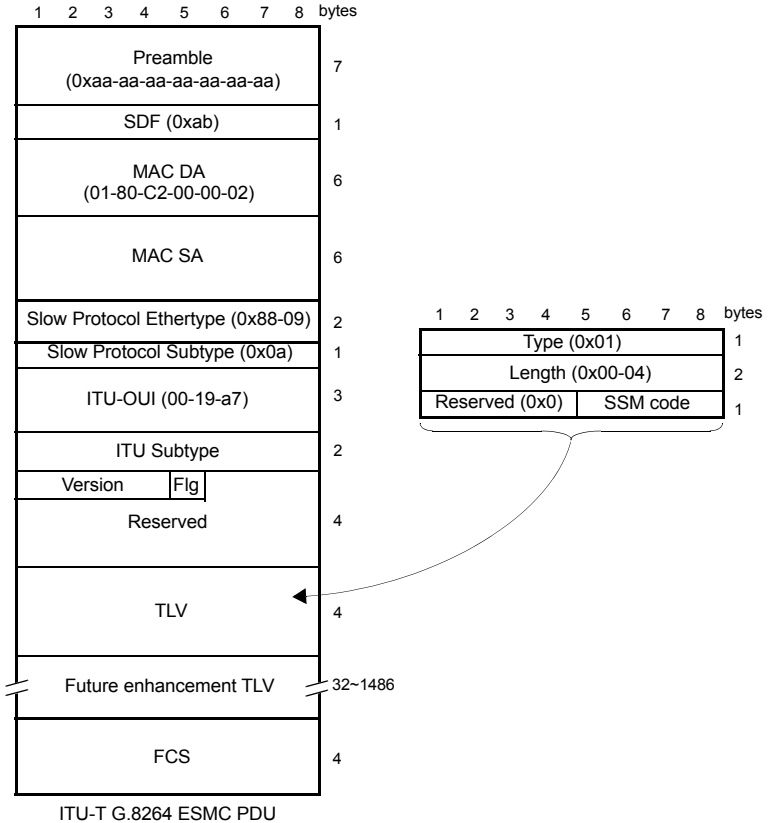 1 2 3 4 5 6 7 8 bytes
Preamble
(0xaa-aa-aa-aa-aa-aa-aa)
7
SDF (0xab)
1
MAC DA
(01-80-C2-00-00-02)
6
MAC SA
6
Slow Protocol Ethertype (0x88-09)
2
Slow Protocol Subtype (0x0a)
1
ITU-OUI (00-19-a7)
3
ITU Subtype
2
Version Flg
Reserved
4
TLV
4
Future enhancement TLV
32~1486
FCS
4
ITU-T G.8264 ESMC PDU
1 2 3 4 5 6 7 8 bytes
Type (0x01)
1
Length (0x00-04)
2
Reserved (0x0) SSM code
1